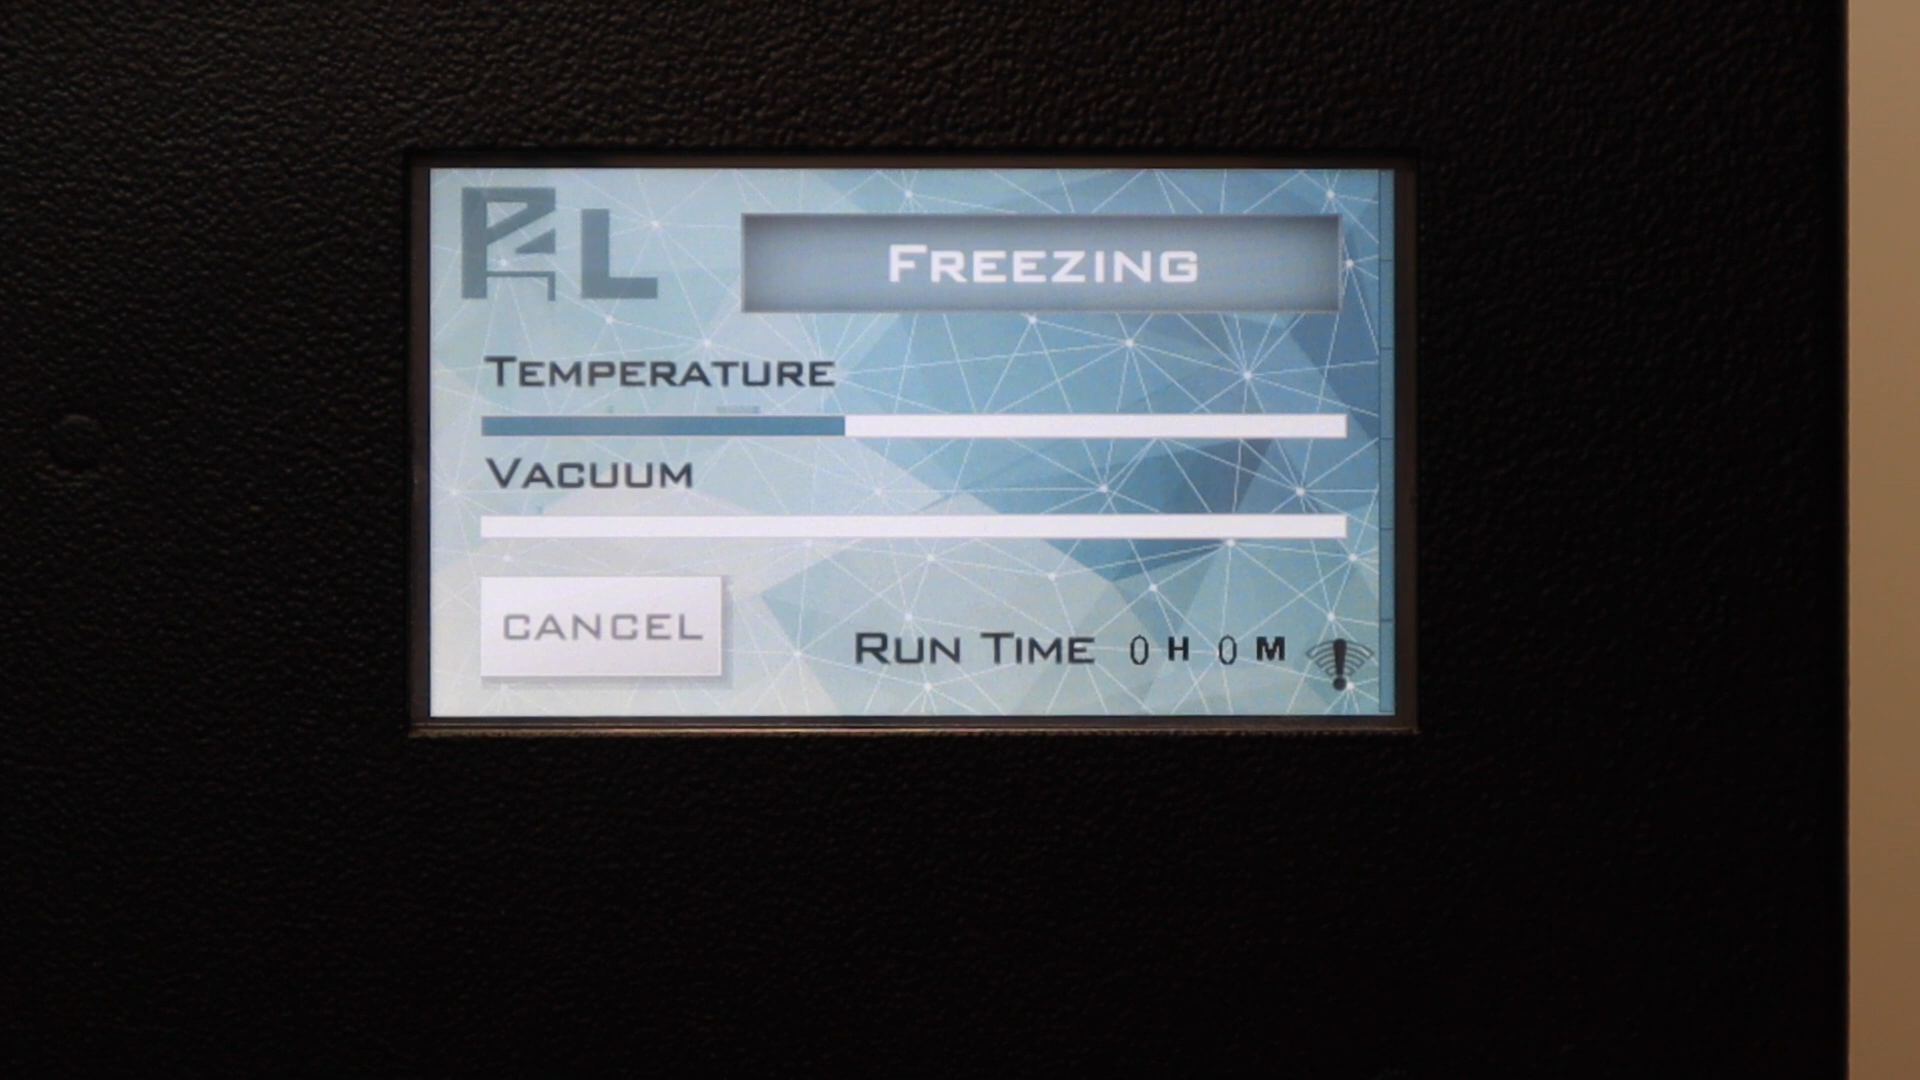 FREEZING
TEMPERATURE
VACUUM
CANCEL
RUN TIME 0 H 0 M